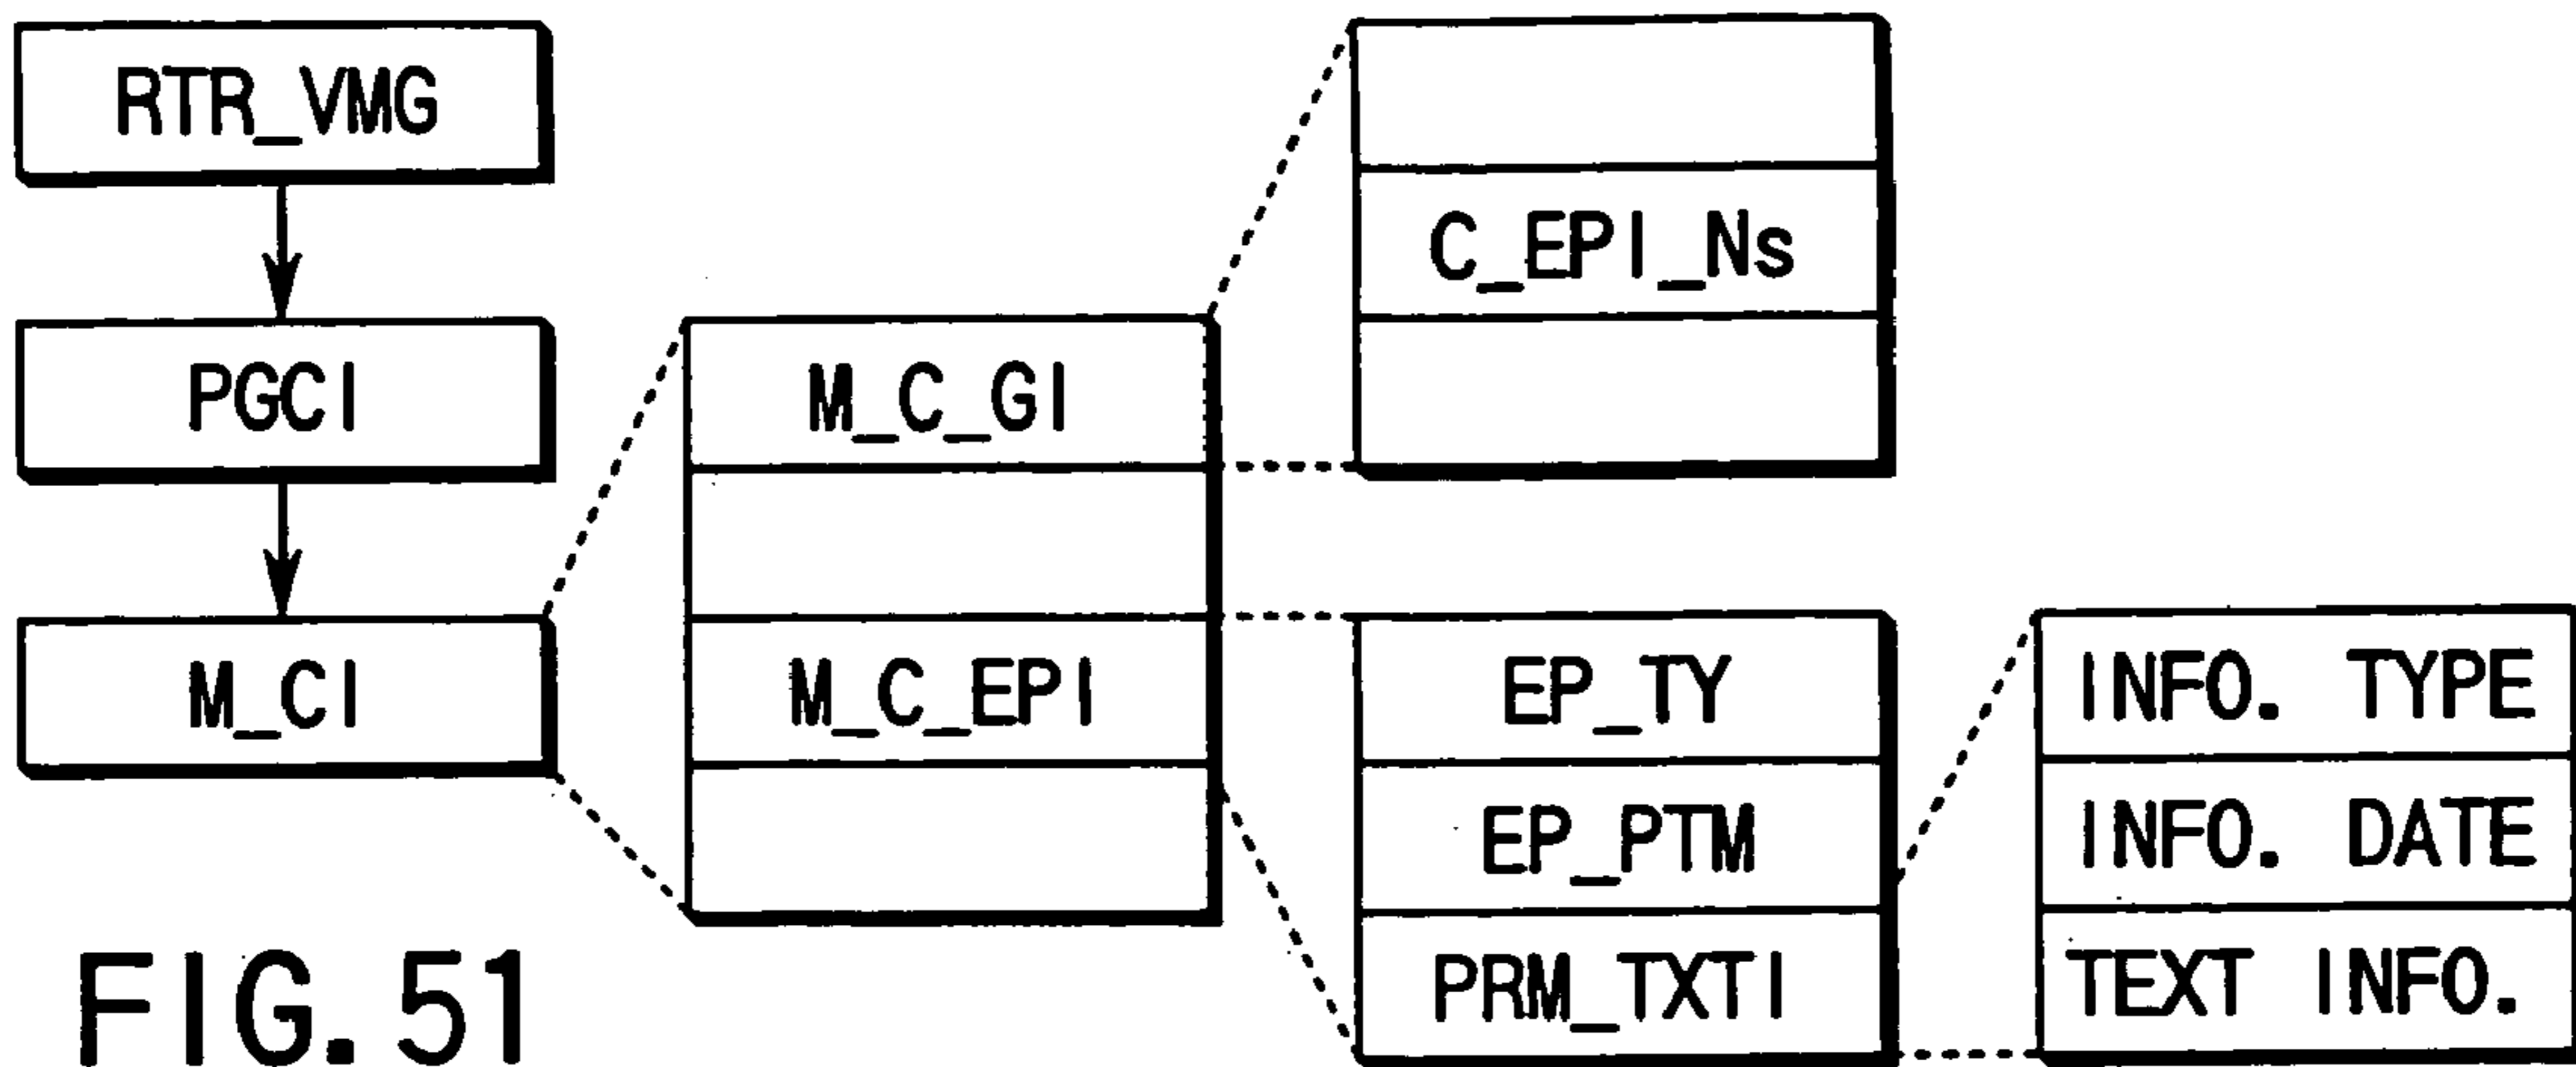 RTR_VMG
PGCI
M_CI
M_C_GI
M_C_EPI
C_EPI_Ns
EP_TY
EP_PTM
PRM_TXTI
INFO. TYPE
INFO. DATE
TEXT INFO.
FIG. 51